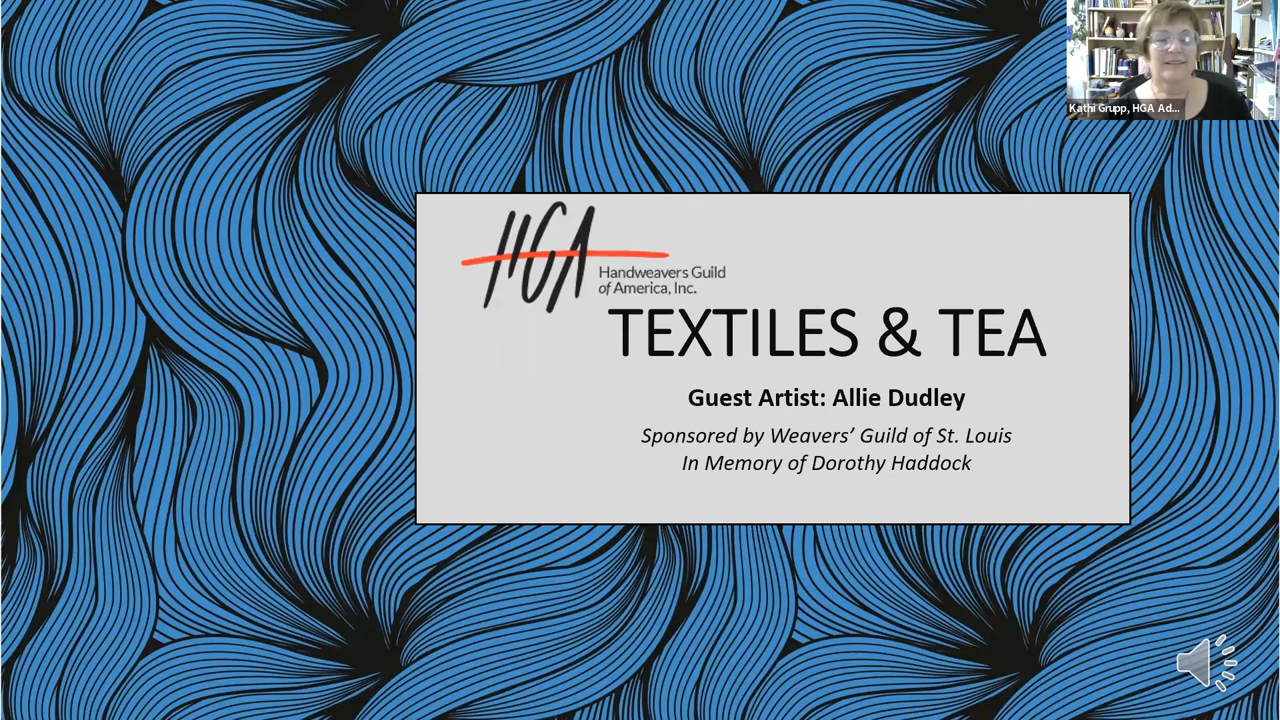 Kathi Grupp, HGA Ad...
HGA
Handweavers Guild
of America, Inc.
TEXTILES & TEA
Guest Artist: Allie Dudley
Sponsored by Weavers’ Guild of St. Louis
In Memory of Dorothy Haddock